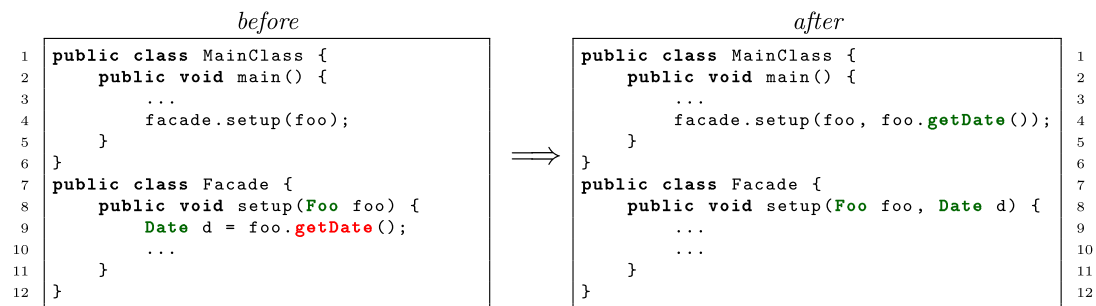 before
1 public class MainClass {
2 public void main() {
3 ...
4 facade.setup(foo);
5 }
6 }
7 public class Facade {
8 public void setup(Foo foo) {
9 Date d = foo.getDate();
10 ...
11 }
12 }
⟹
after
public class MainClass { 1
public void main() { 2
... 3
facade.setup(foo, foo.getDate()); 4
} 5
} 6
public class Facade { 7
public void setup(Foo foo, Date d) { 8
... 9
... 10
} 11
} 12